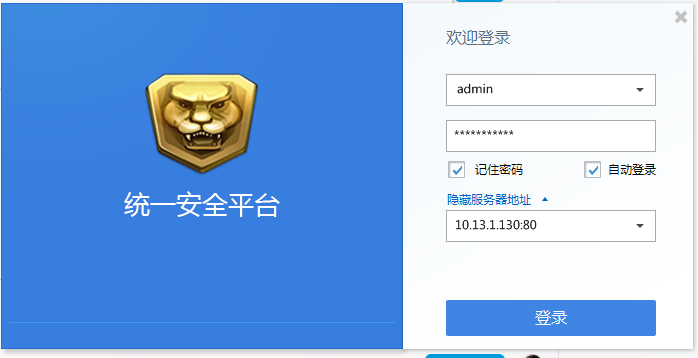 统一安全平台
欢迎登录
admin
***********
记住密码
自动登录
隐藏服务器地址
10.13.1.130:80
登录